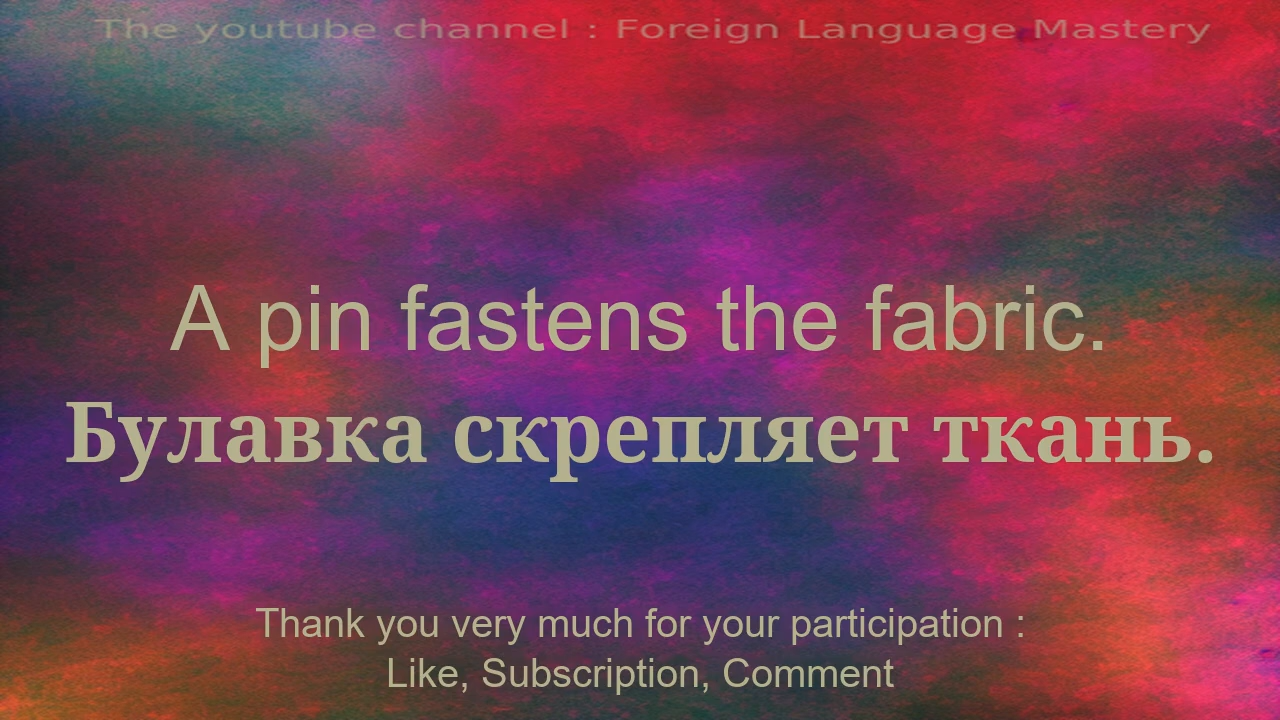 The youtube channel : Foreign Language Mastery
A pin fastens the fabric.
Булавка скрепляет ткань.
Thank you very much for your participation :
Like, Subscription, Comment